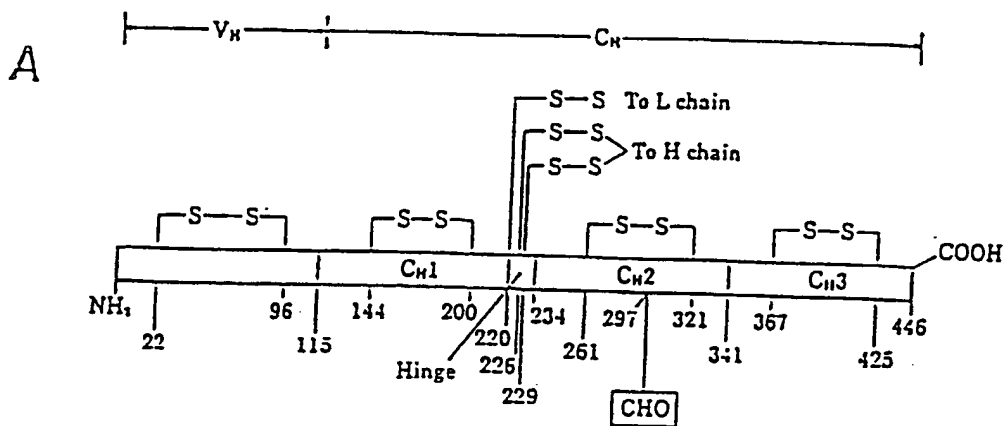 V_H C_H
A
S—S To L chain
S—S
To H chain
S—S
S—S S—S S—S S—S
C_H1 C_H2 C_H3 COOH
NH₂ 96 144 200 220 234 297 321 367 446
22 115 226 261 341 425
Hinge 229
CHO